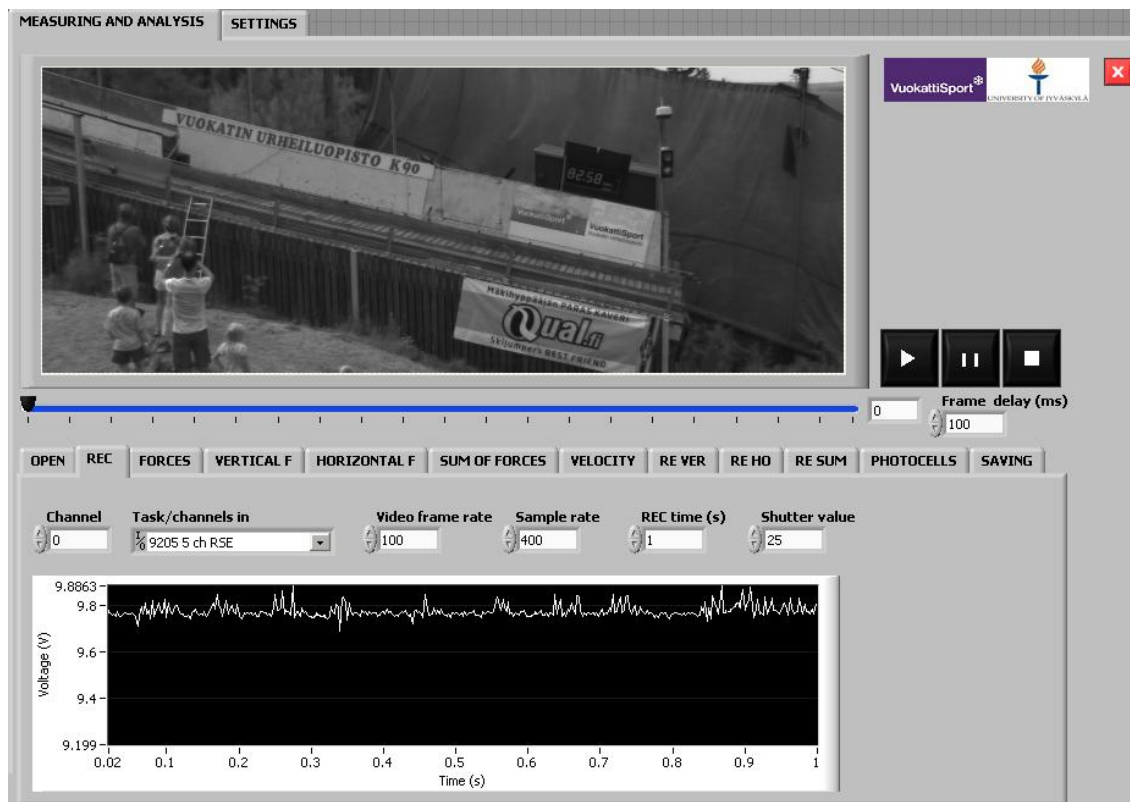 MEASURING AND ANALYSIS
SETTINGS
VUOKATIN URHEILUOPISTO K90
82.58
VuokattiSport
VuokattiSport
Mäkihyppääjän PARAS KAVERI
Qual.fi
Skijumper's BEST FRIEND
VuokattiSport
UNIVERSITY OF JYVÄSKYLÄ
X
0
Frame delay (ms)
100
OPEN REC FORCES VERTICAL F HORIZONTAL F SUM OF FORCES VELOCITY RE VER RE HO RE SUM PHOTOCELLS SAVING
Channel Task/channels in Video frame rate Sample rate REC time (s) Shutter value
0 I/O 9205 5 ch RSE 100 400 1 25
9.8863
9.8
9.6
9.4
9.199
Voltage (V)
0.02 0.1 0.2 0.3 0.4 0.5 0.6 0.7 0.8 0.9 1
Time (s)